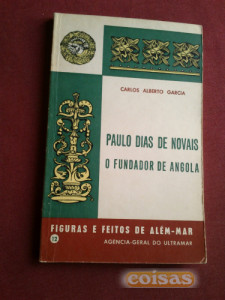 CARLOS ALBERTO GARCIA
PAULO DIAS DE NOVAIS
O FUNDADOR DE ANGOLA
FIGURAS E FEITOS DE ALÉM-MAR
12
AGÊNCIA-GERAL DO ULTRAMAR
coisas